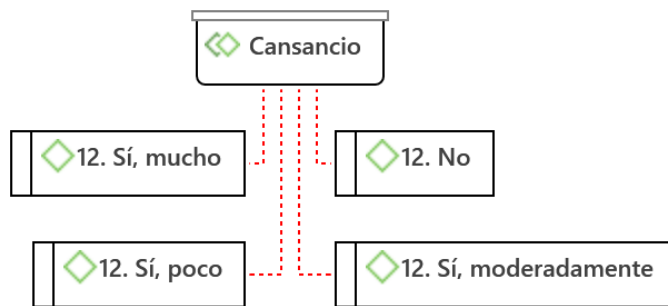 Cansancio
12. Sí, mucho
12. No
12. Sí, poco
12. Sí, moderadamente